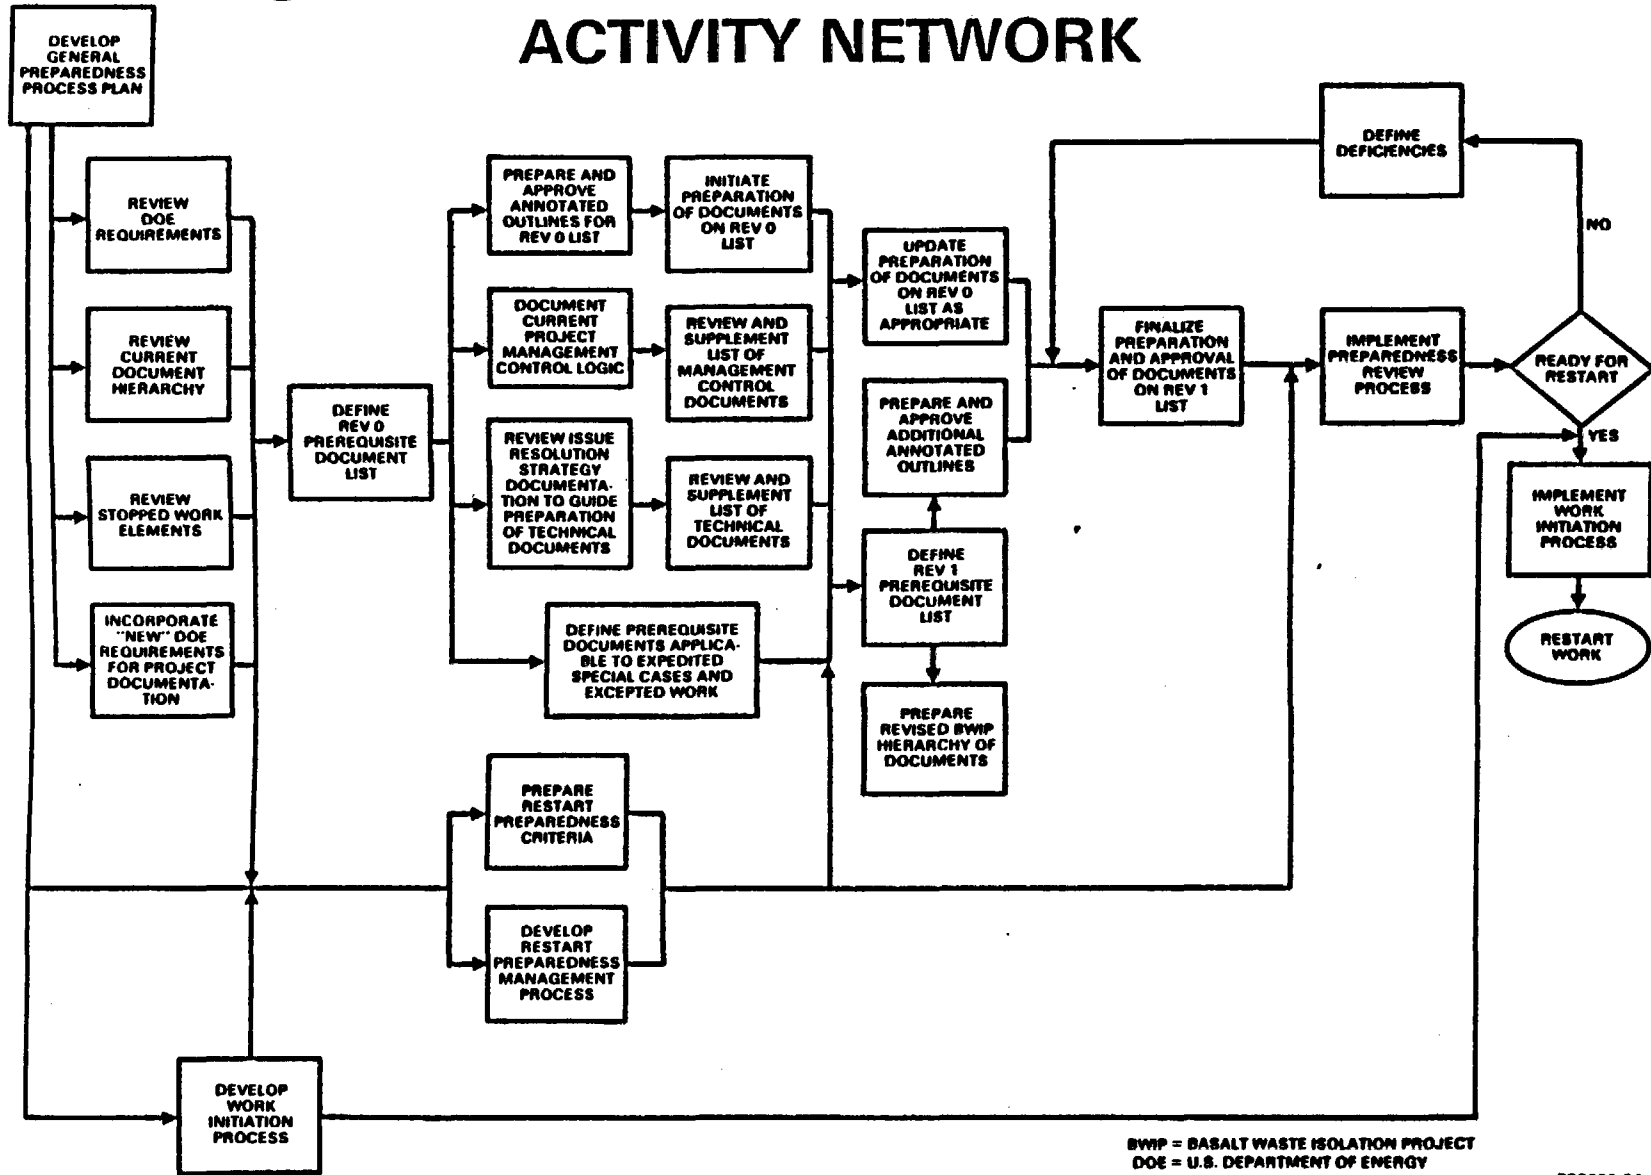 ACTIVITY NETWORK
DEVELOP
GENERAL
PREPAREDNESS
PROCESS PLAN
REVIEW
DOE
REQUIREMENTS
REVIEW
CURRENT
DOCUMENT
HIERARCHY
REVIEW
STOPPED WORK
ELEMENTS
INCORPORATE
"NEW" DOE
REQUIREMENTS
FOR PROJECT
DOCUMENTA-
TION
DEFINE
REV 0
PREREQUISITE
DOCUMENT
LIST
PREPARE AND
APPROVE
ANNOTATED
OUTLINES FOR
REV 0 LIST
INITIATE
PREPARATION
OF DOCUMENTS
ON REV 0
LIST
DOCUMENT
CURRENT
PROJECT
MANAGEMENT
CONTROL LOGIC
REVIEW AND
SUPPLEMENT
LIST OF
MANAGEMENT
CONTROL
DOCUMENTS
REVIEW ISSUE
RESOLUTION
STRATEGY
DOCUMENTA-
TION TO GUIDE
PREPARATION
OF TECHNICAL
DOCUMENTS
REVIEW AND
SUPPLEMENT
LIST OF
TECHNICAL
DOCUMENTS
DEFINE PREREQUISITE
DOCUMENTS APPLICA-
BLE TO EXPEDITED
SPECIAL CASES AND
EXCEPTED WORK
PREPARE
RESTART
PREPAREDNESS
CRITERIA
DEVELOP
RESTART
PREPAREDNESS
MANAGEMENT
PROCESS
DEVELOP
WORK
INITIATION
PROCESS
UPDATE
PREPARATION
OF DOCUMENTS
ON REV 0
LIST AS
APPROPRIATE
PREPARE AND
APPROVE
ADDITIONAL
ANNOTATED
OUTLINES
DEFINE
REV 1
PREREQUISITE
DOCUMENT
LIST
PREPARE
REVISED BWIP
HIERARCHY OF
DOCUMENTS
FINALIZE
PREPARATION
AND APPROVAL
OF DOCUMENTS
ON REV 1
LIST
IMPLEMENT
PREPAREDNESS
REVIEW
PROCESS
DEFINE
DEFICIENCIES
NO
READY FOR
RESTART
YES
IMPLEMENT
WORK
INITIATION
PROCESS
RESTART
WORK
BWIP = BASALT WASTE ISOLATION PROJECT
DOE = U.S. DEPARTMENT OF ENERGY